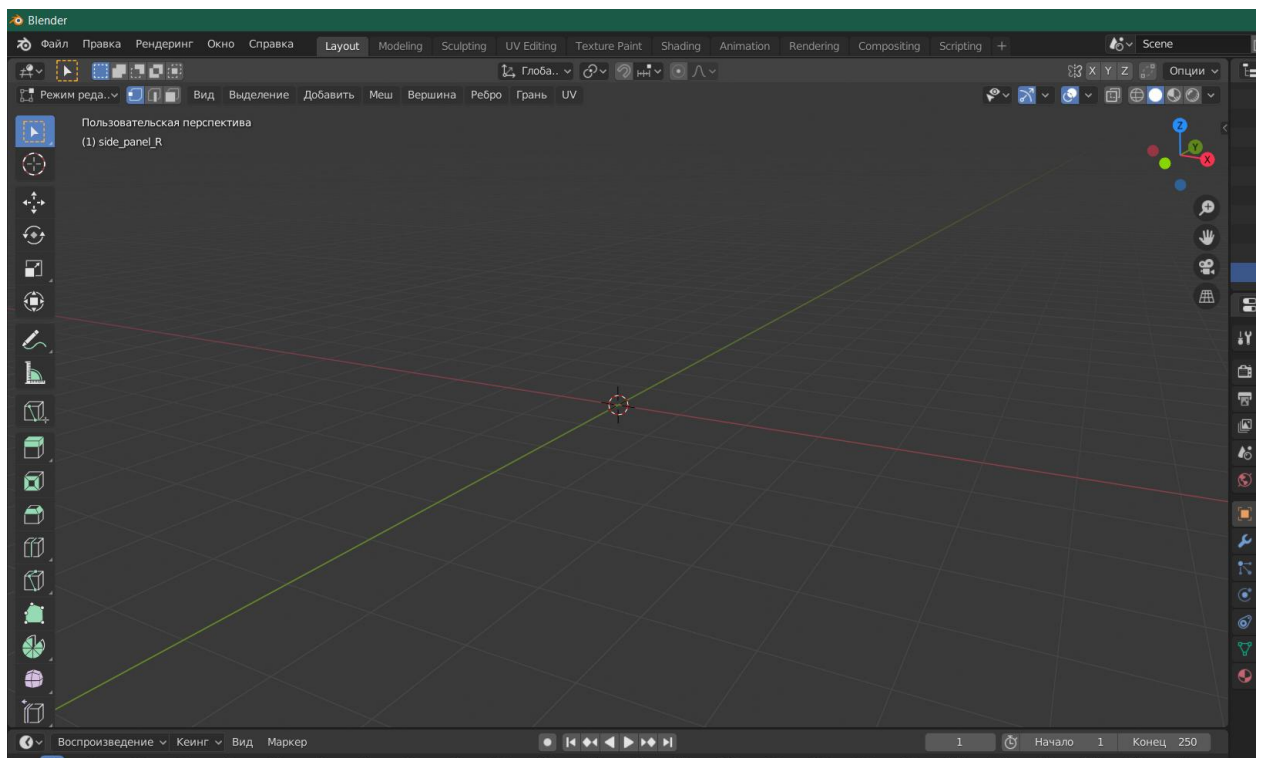 Blender
Файл Правка Рендеринг Окно Справка Layout Modeling Sculpting UV Editing Texture Paint Shading Animation Rendering Compositing Scripting + Scene
Глоба.. X Y Z Опции
Режим реда.. Вид Выделение Добавить Меш Вершина Ребро Грань UV
Пользовательская перспектива
(1) side_panel_R
Z
Y
X
Воспроизведение Кеинг Вид Маркер 1 Начало 1 Конец 250